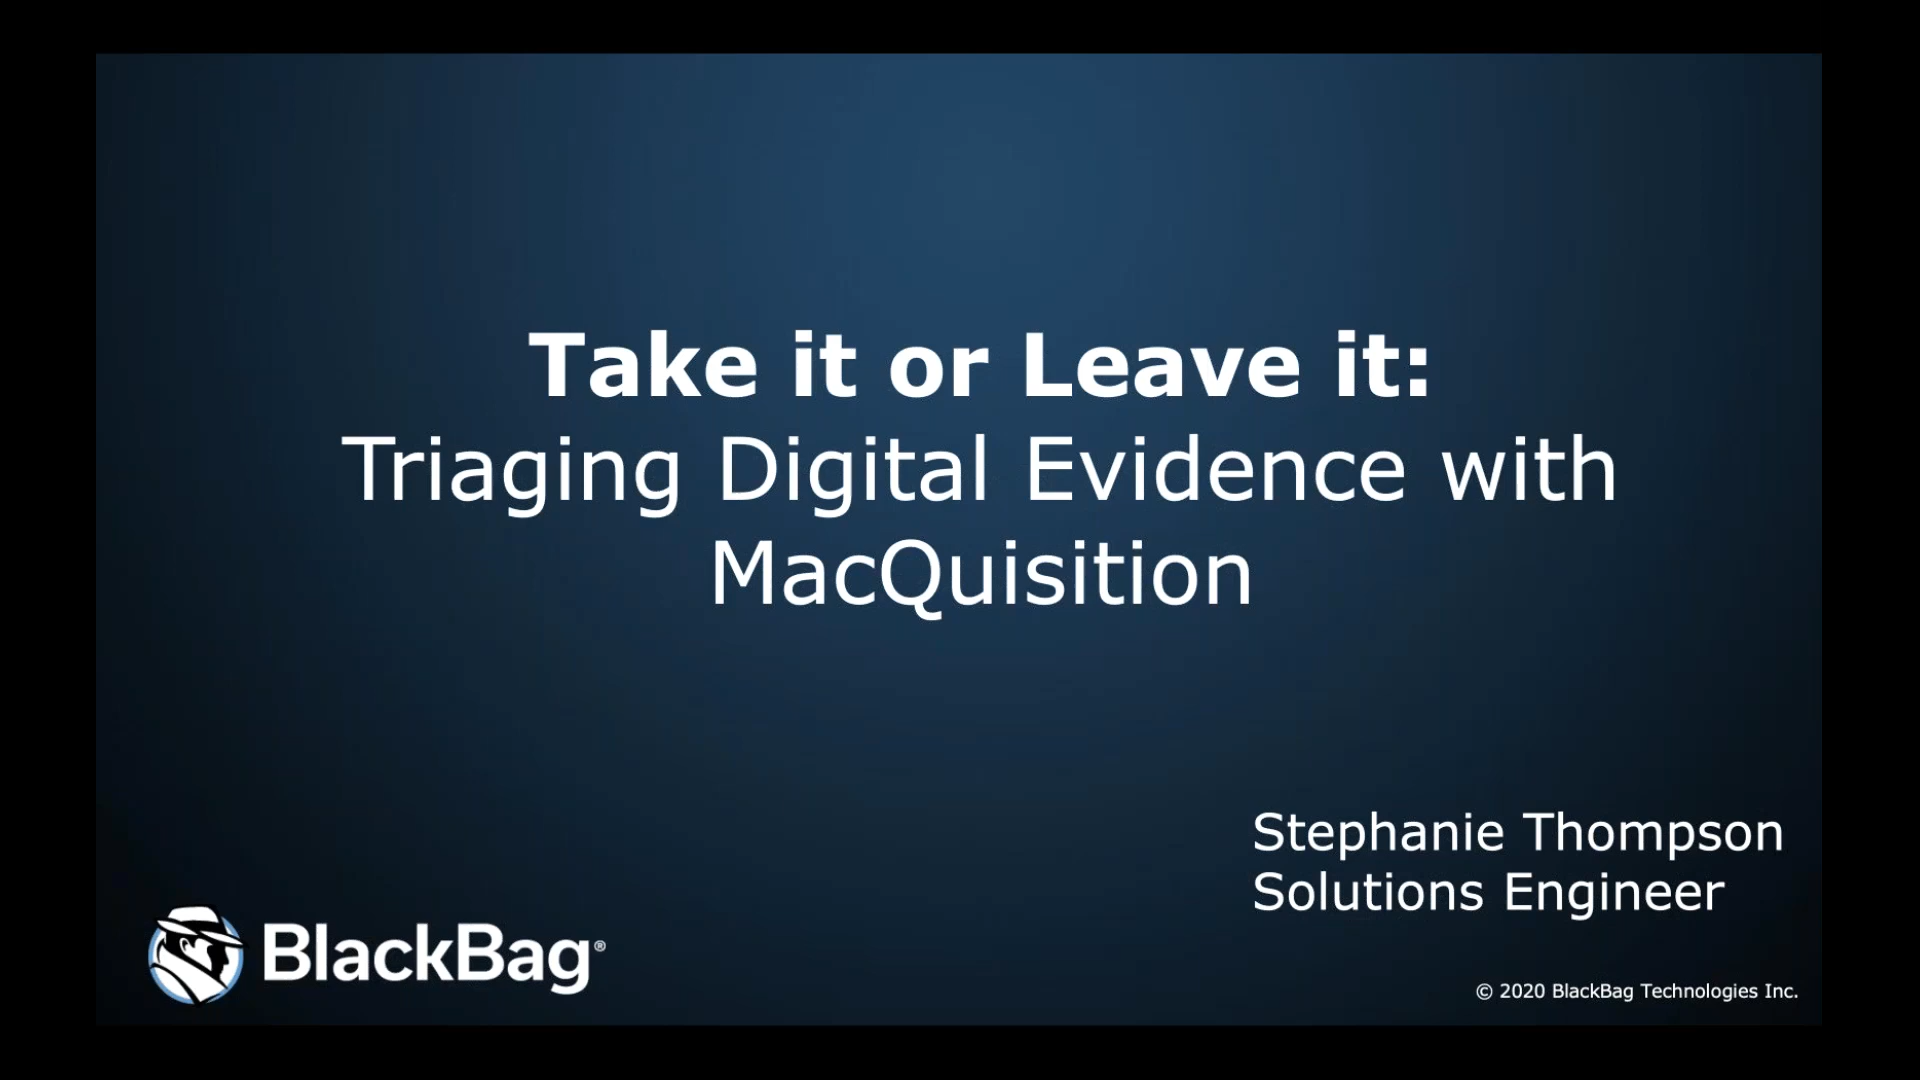 Take it or Leave it:
Triaging Digital Evidence with
MacQuisition
Stephanie Thompson
Solutions Engineer
BlackBag®
© 2020 BlackBag Technologies Inc.